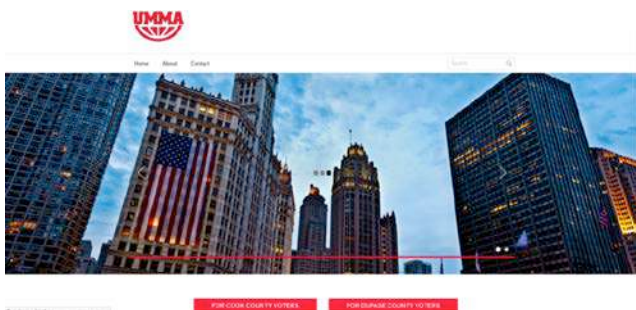 UMMA
Home About Contact
Search
FOR COOK COUNTY VOTERS FOR DUPAGE COUNTY VOTERS